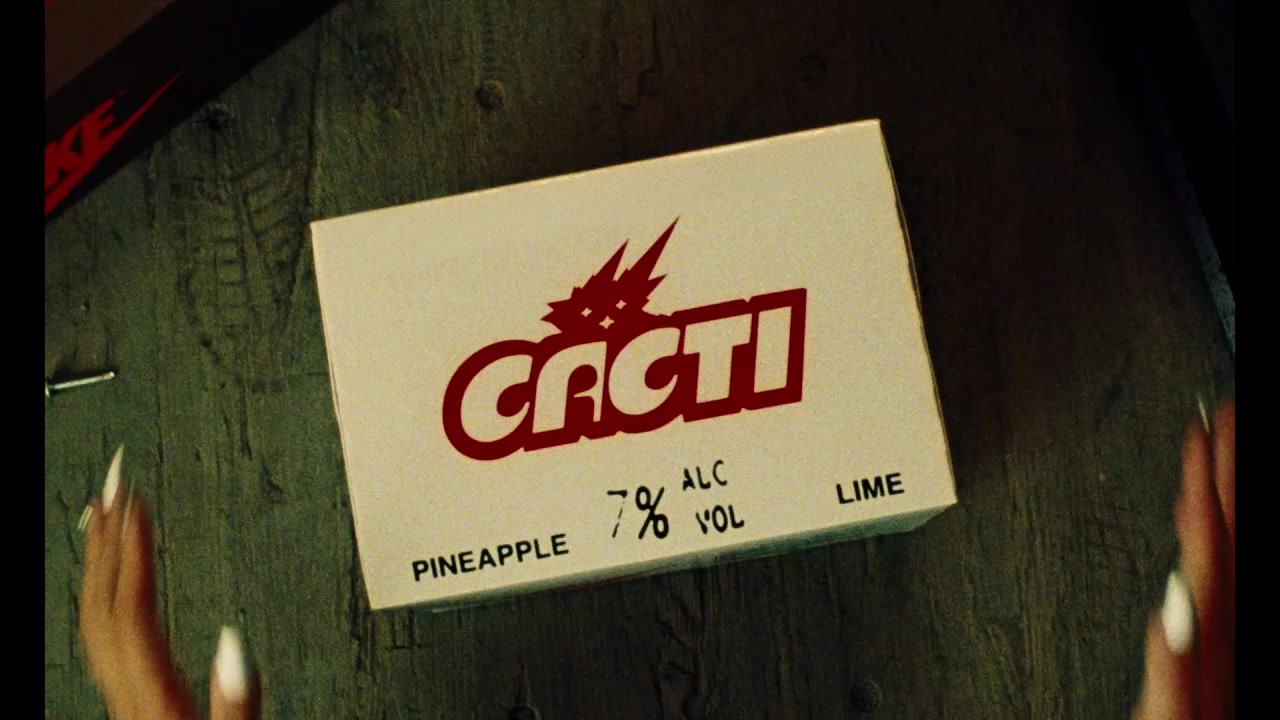 CACTI
7% ALC
VOL
PINEAPPLE
LIME